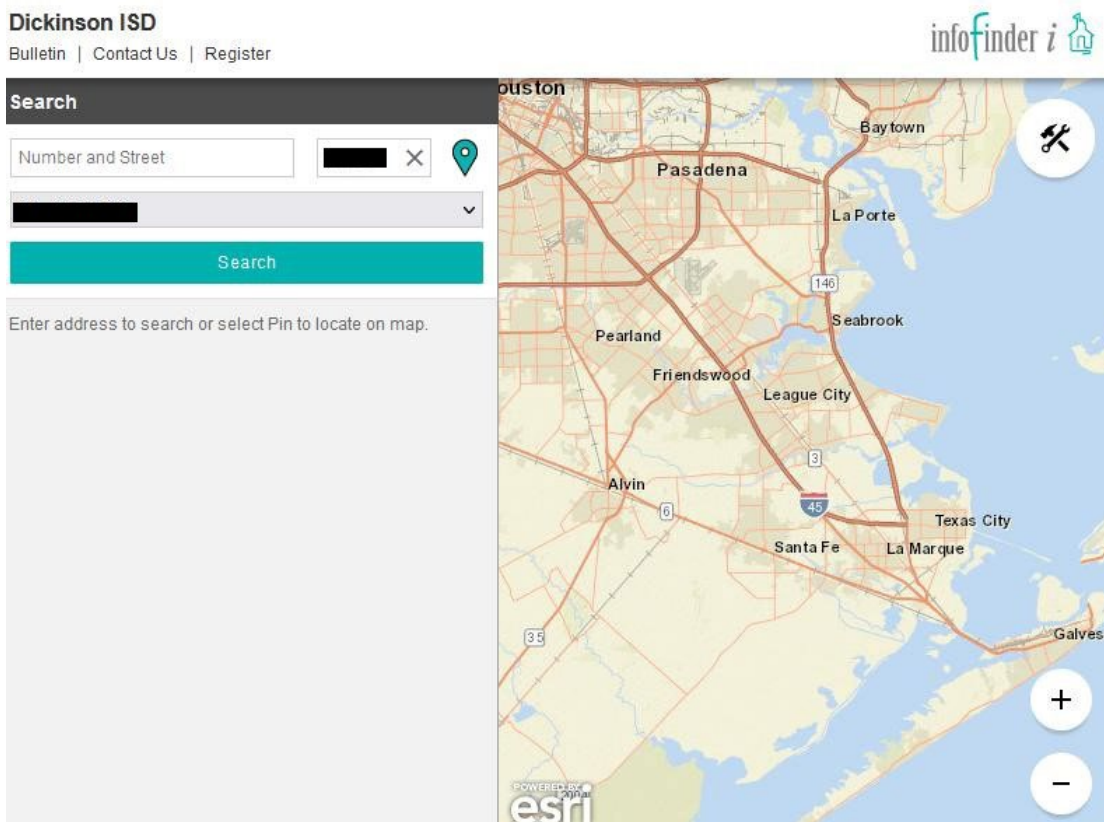 Dickinson ISD
Bulletin | Contact Us | Register
infofinder i
Search
Number and Street
Search
Enter address to search or select Pin to locate on map.
ouston
Baytown
Pasadena
La Porte
146
Seabrook
Pearland
Friendswood
League City
3
Alvin
45
6
Texas City
Santa Fe
La Marque
35
Galves
POWERED BY
esri